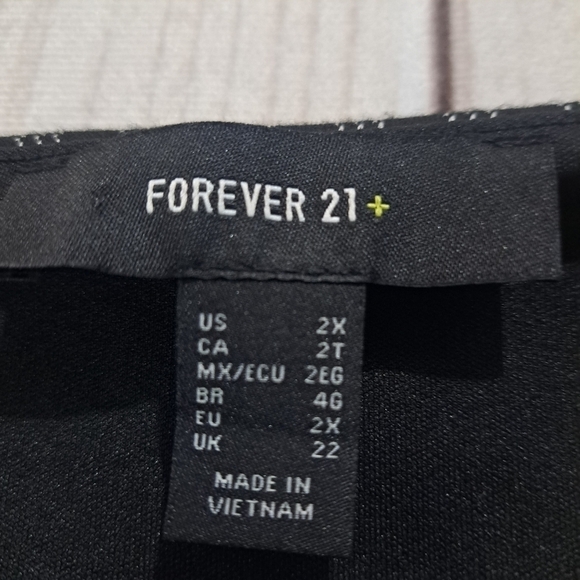 FOREVER 21+
US 2X
CA 2T
MX/ECU 2EG
BR 4G
EU 2X
UK 22
MADE IN
VIETNAM